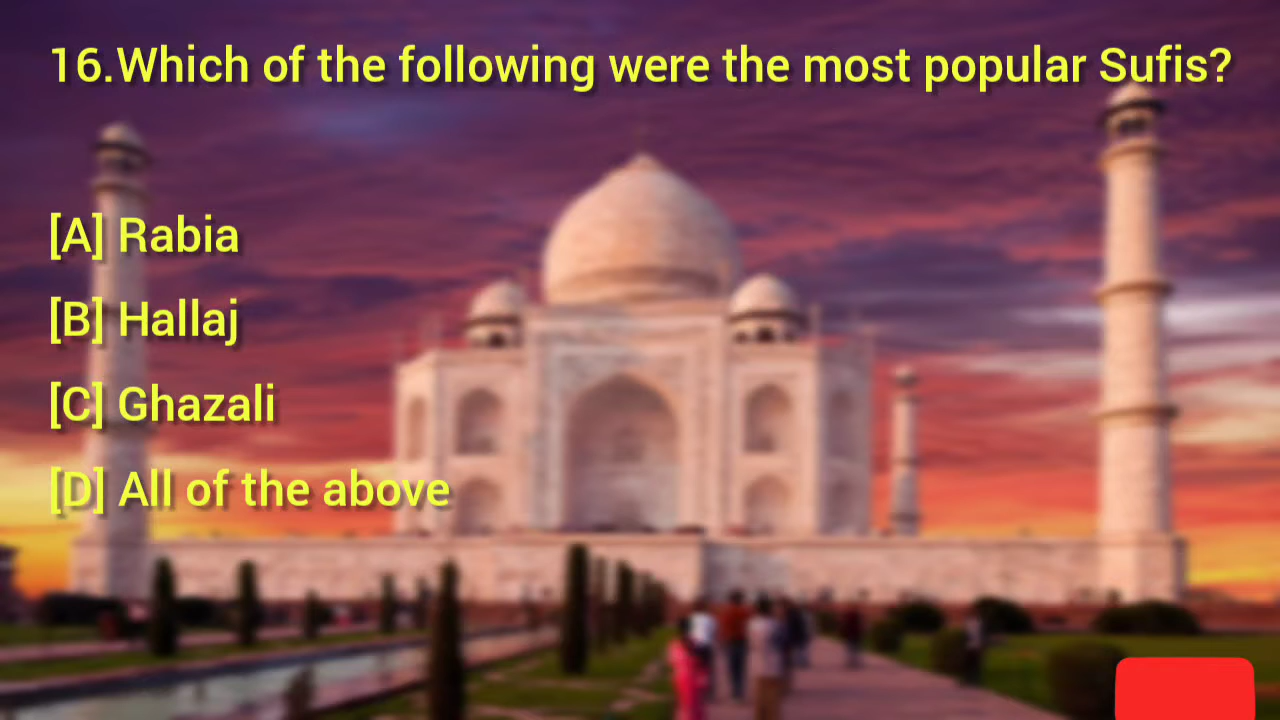 16.Which of the following were the most popular Sufis?
[A] Rabia
[B] Hallaj
[C] Ghazali
[D] All of the above